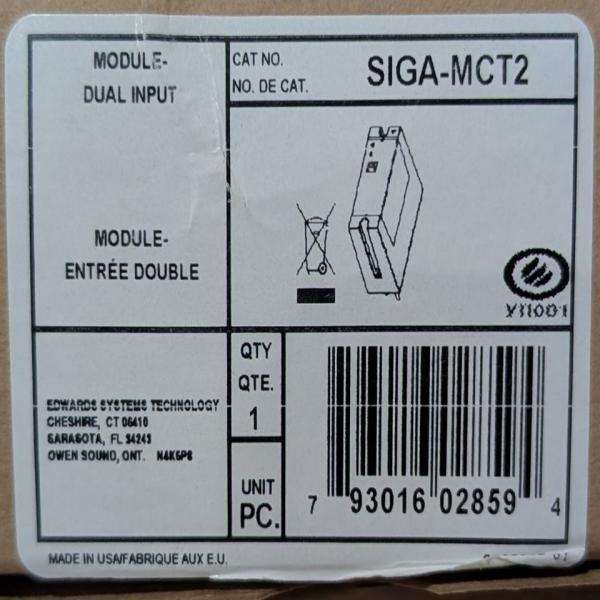 MODULE-
DUAL INPUT
CAT NO.
NO. DE CAT.
SIGA-MCT2
MODULE-
ENTRÉE DOUBLE
EDWARDS SYSTEMS TECHNOLOGY
CHESHIRE, CT 06410
SARASOTA, FL 34243
OWEN SOUND, ONT. N4K5P8
QTY
QTE.
1
UNIT
PC.
7 93016 02859 4
MADE IN USA/FABRIQUE AUX E.U.